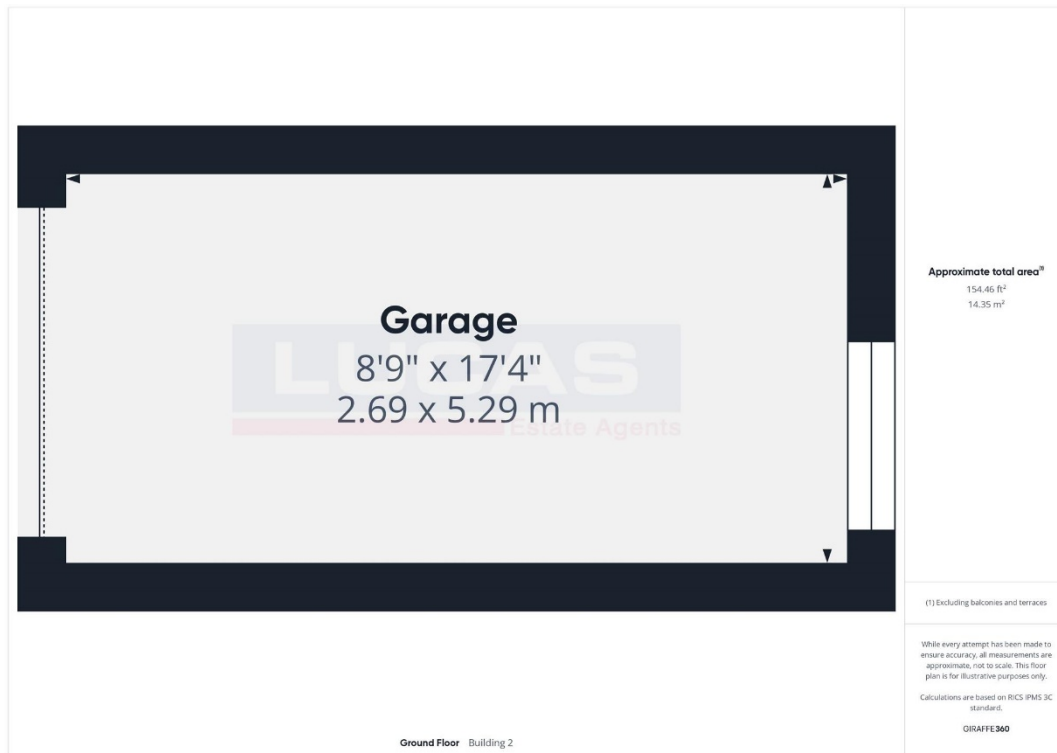 Garage
8'9" x 17'4"
2.69 x 5.29 m
LUCAS
Estate Agents
Approximate total area⁽¹⁾
154.46 ft²
14.35 m²
(1) Excluding balconies and terraces
While every attempt has been made to
ensure accuracy, all measurements are
approximate, not to scale. This floor
plan is for illustrative purposes only.
Calculations are based on RICS IPMS 3C
standard.
GIRAFFE360
Ground Floor Building 2